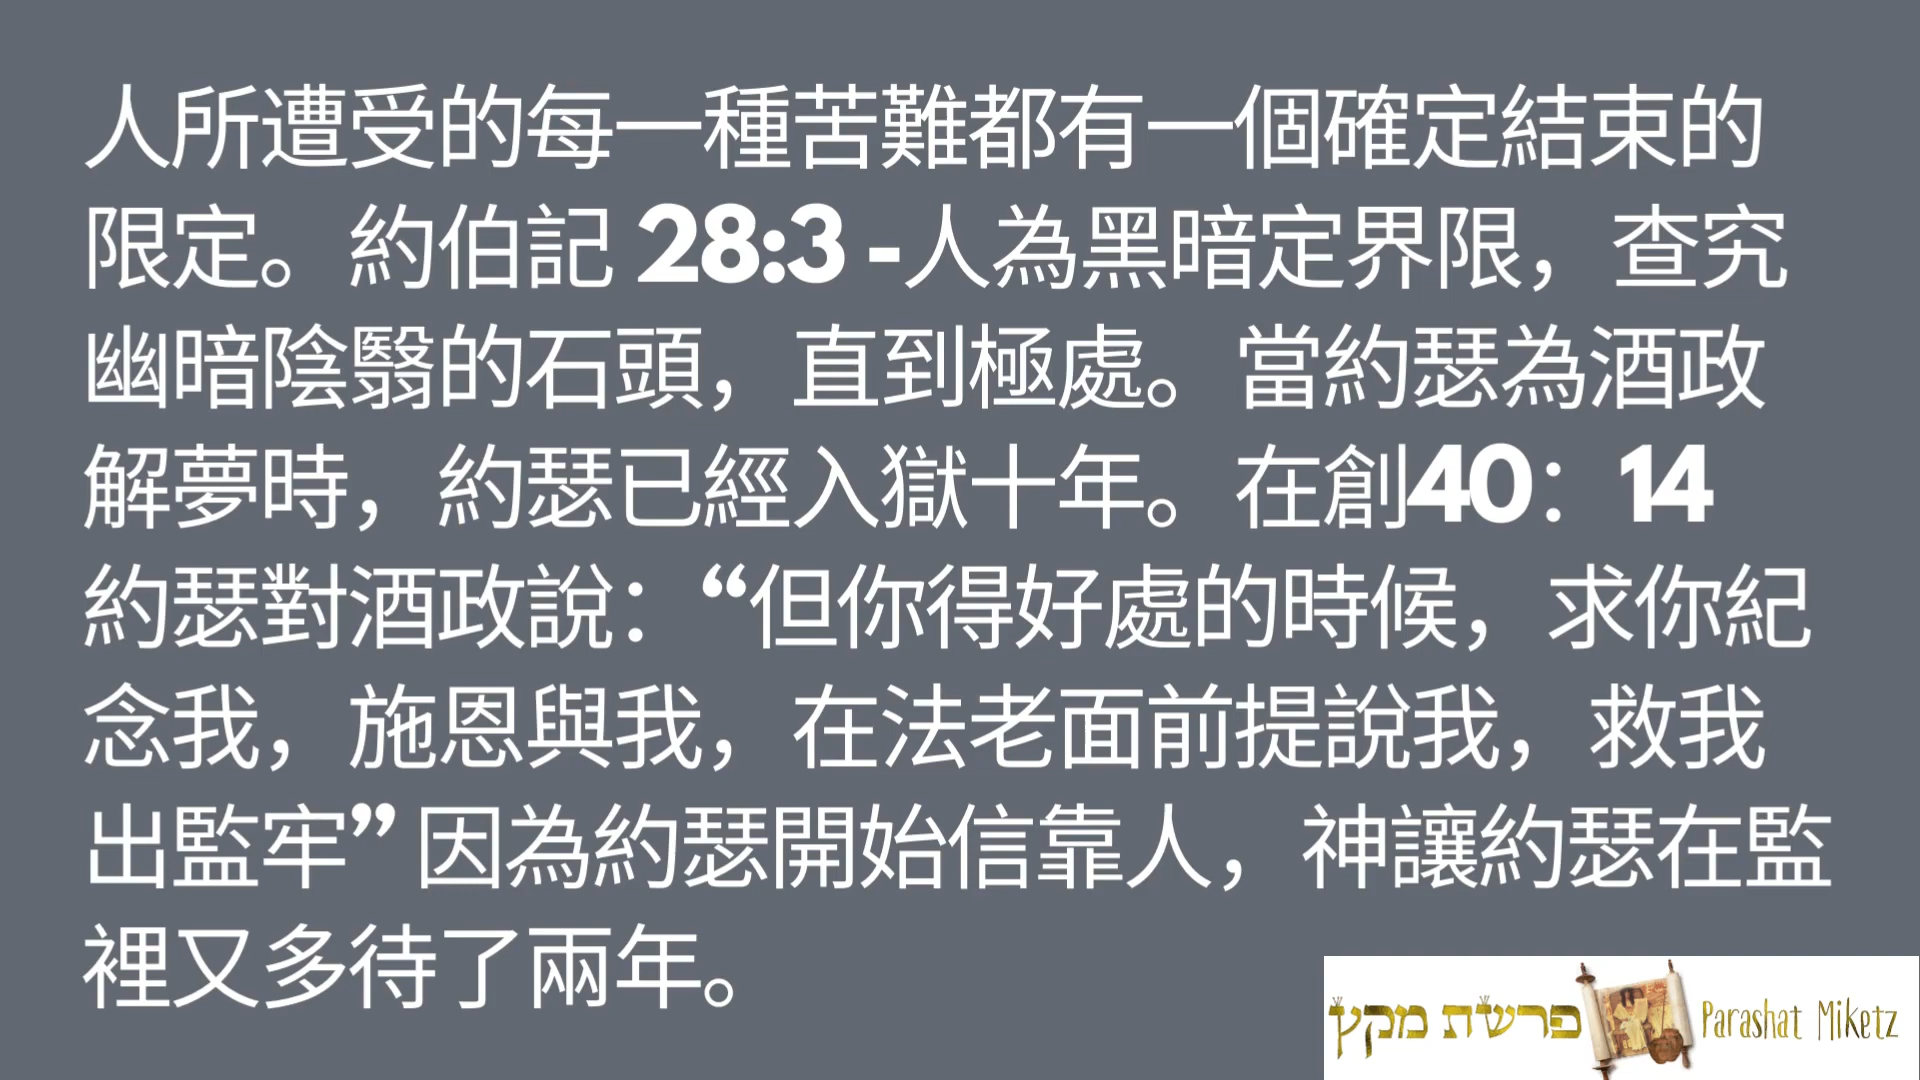 人所遭受的每一種苦難都有一個確定結束的
限定。約伯記 28:3 -人為黑暗定界限，查究
幽暗陰翳的石頭，直到極處。當約瑟為酒政
解夢時，約瑟已經入獄十年。在創40：14
約瑟對酒政說：“但你得好處的時候，求你紀
念我，施恩與我，在法老面前提說我，救我
出監牢” 因為約瑟開始信靠人，神讓約瑟在監
裡又多待了兩年。
פרשת מקץ Parashat Miketz